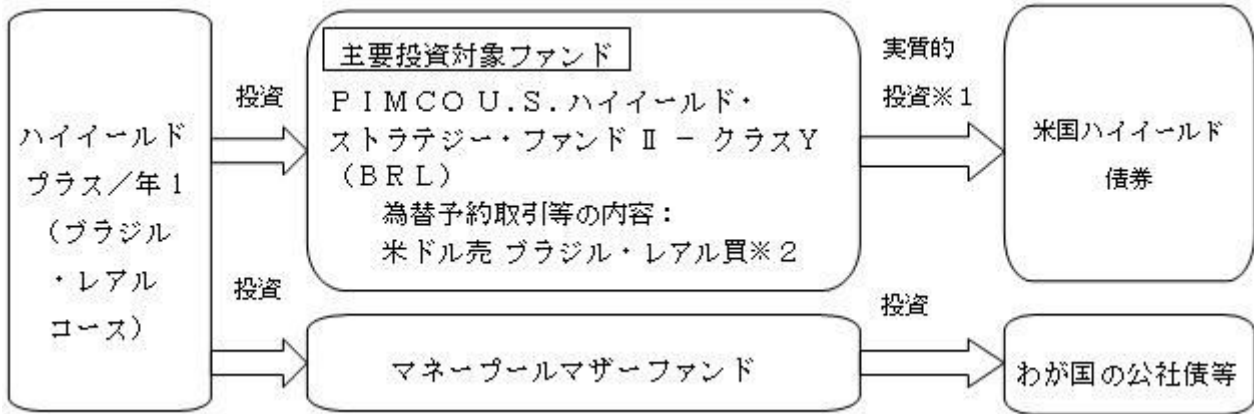 ハイイールド
プラス／年１
（ブラジル
・レアル
コース）
投資
投資
主要投資対象ファンド
ＰＩＭＣＯ U.S.ハイイールド・
ストラテジー・ファンド Ⅱ － クラスＹ
（ＢＲＬ）
為替予約取引等の内容：
米ドル売 ブラジル・レアル買※２
マネープールマザーファンド
実質的
投資※１
投資
米国ハイイールド
債券
わが国の公社債等